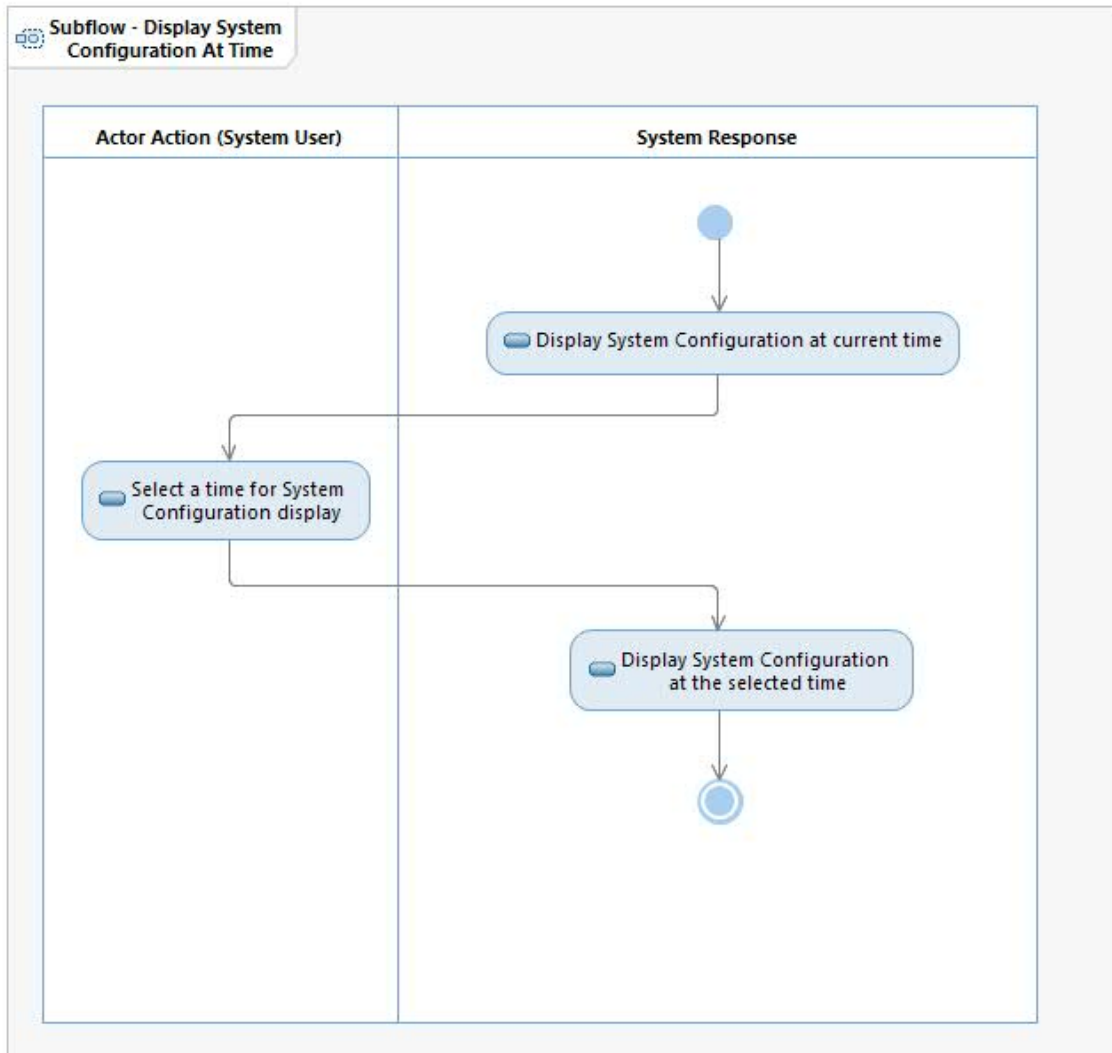 Subflow - Display System
Configuration At Time
Actor Action (System User)
System Response
Display System Configuration at current time
Select a time for System
Configuration display
Display System Configuration
at the selected time